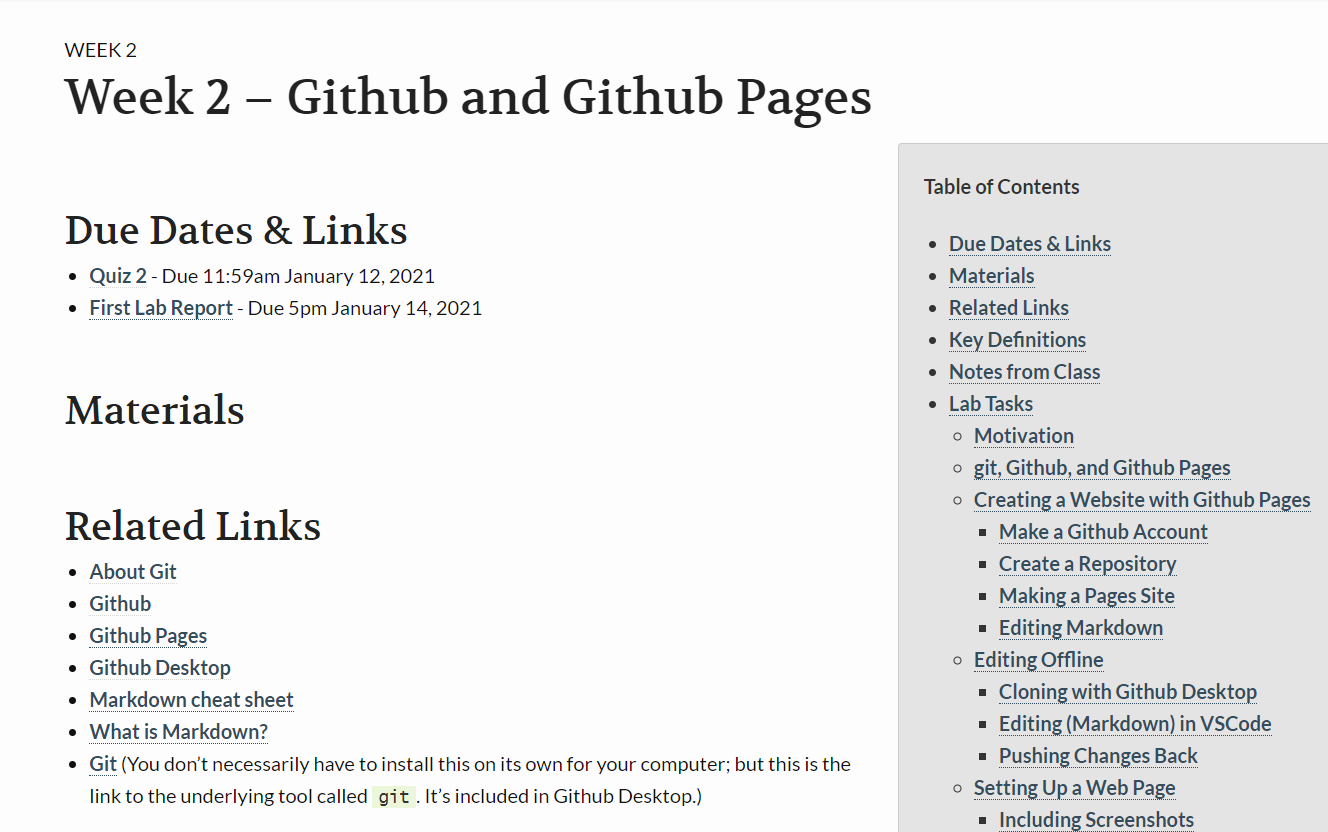 WEEK 2
Week 2 – Github and Github Pages
Due Dates & Links
Quiz 2 - Due 11:59am January 12, 2021
First Lab Report - Due 5pm January 14, 2021
Materials
Related Links
About Git
Github
Github Pages
Github Desktop
Markdown cheat sheet
What is Markdown?
Git (You don’t necessarily have to install this on its own for your computer; but this is the
link to the underlying tool called git. It’s included in Github Desktop.)
Table of Contents
Due Dates & Links
Materials
Related Links
Key Definitions
Notes from Class
Lab Tasks
Motivation
git, Github, and Github Pages
Creating a Website with Github Pages
Make a Github Account
Create a Repository
Making a Pages Site
Editing Markdown
Editing Offline
Cloning with Github Desktop
Editing (Markdown) in VSCode
Pushing Changes Back
Setting Up a Web Page
Including Screenshots